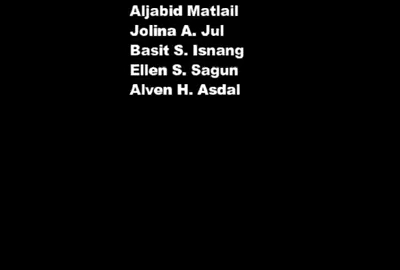 Aljabid Matlail
Jolina A. Jul
Basit S. Isnang
Ellen S. Sagun
Alven H. Asdal